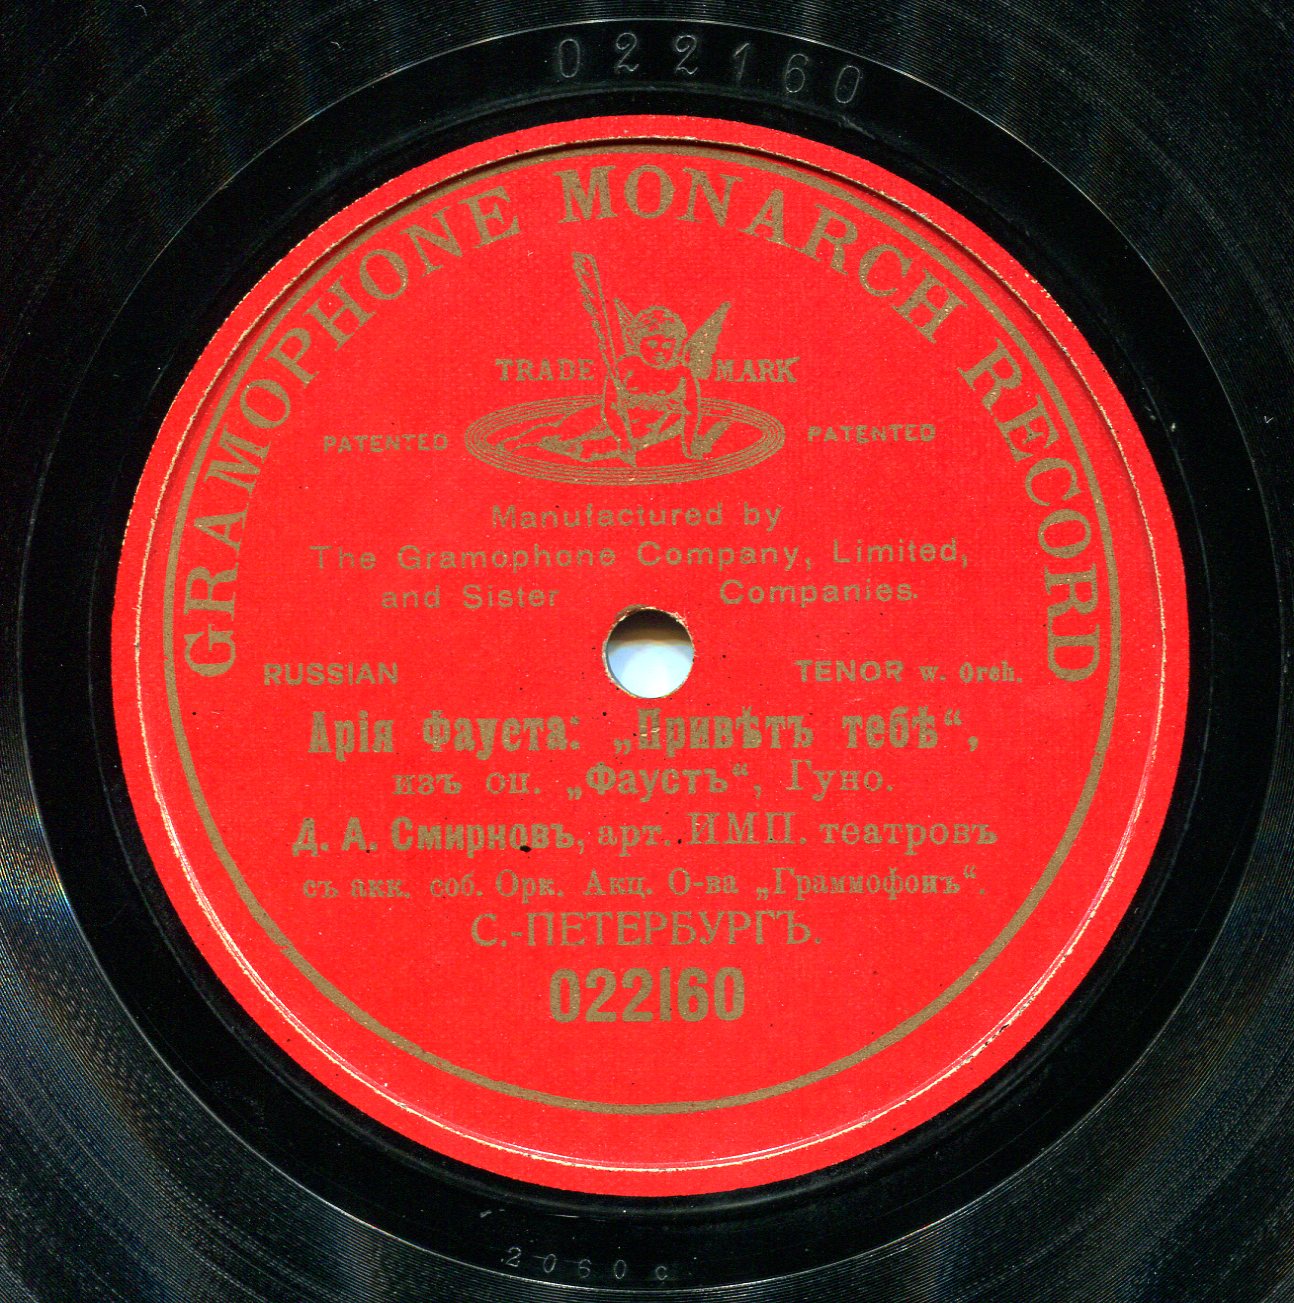 022160
GRAMOPHONE MONARCH RECORD
TRADE MARK
PATENTED PATENTED
Manufactured by
The Gramophone Company, Limited,
and Sister Companies.
RUSSIAN TENOR w. Orch.
Арія Фауста: „Привѣтъ тебѣ“,
изъ оп. „Фаустъ“, Гуно.
Д. А. Смирновъ, арт. ИМП. театровъ
съ акк. соб. Орк. Акц. О-ва „Граммофонъ“.
С.-ПЕТЕРБУРГЪ.
022160
2060c